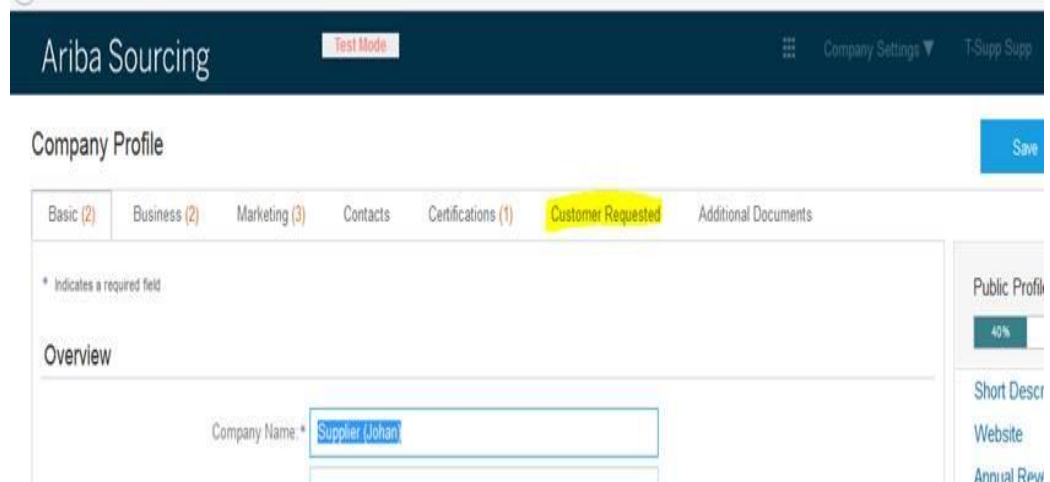 Ariba Sourcing
Test Mode
Company Settings ▼
T-Supp Supp
Company Profile
Save
Basic (2)
Business (2)
Marketing (3)
Contacts
Certifications (1)
Customer Requested
Additional Documents
* Indicates a required field
Overview
Company Name: *
Supplier (Johan)
Public Profile
40%
Short Descr
Website
Annual Reve